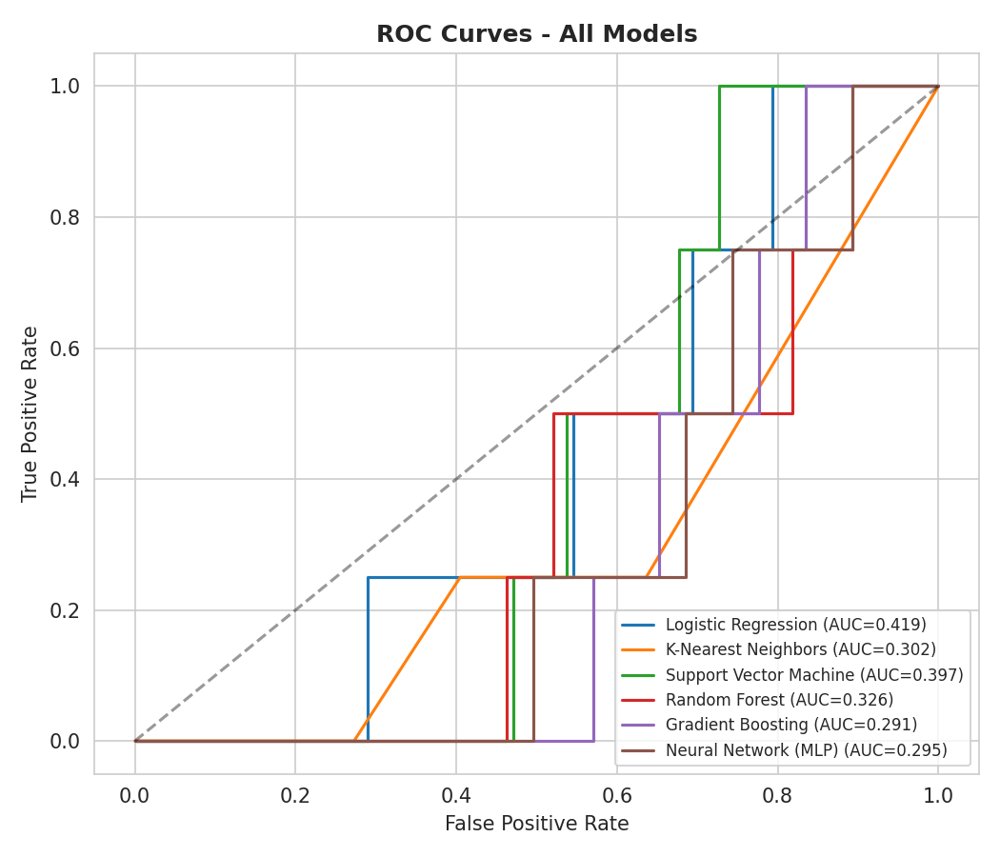 ROC Curves - All Models
True Positive Rate
1.0
0.8
0.6
0.4
0.2
0.0
Logistic Regression (AUC=0.419)
K-Nearest Neighbors (AUC=0.302)
Support Vector Machine (AUC=0.397)
Random Forest (AUC=0.326)
Gradient Boosting (AUC=0.291)
Neural Network (MLP) (AUC=0.295)
0.0 0.2 0.4 0.6 0.8 1.0
False Positive Rate